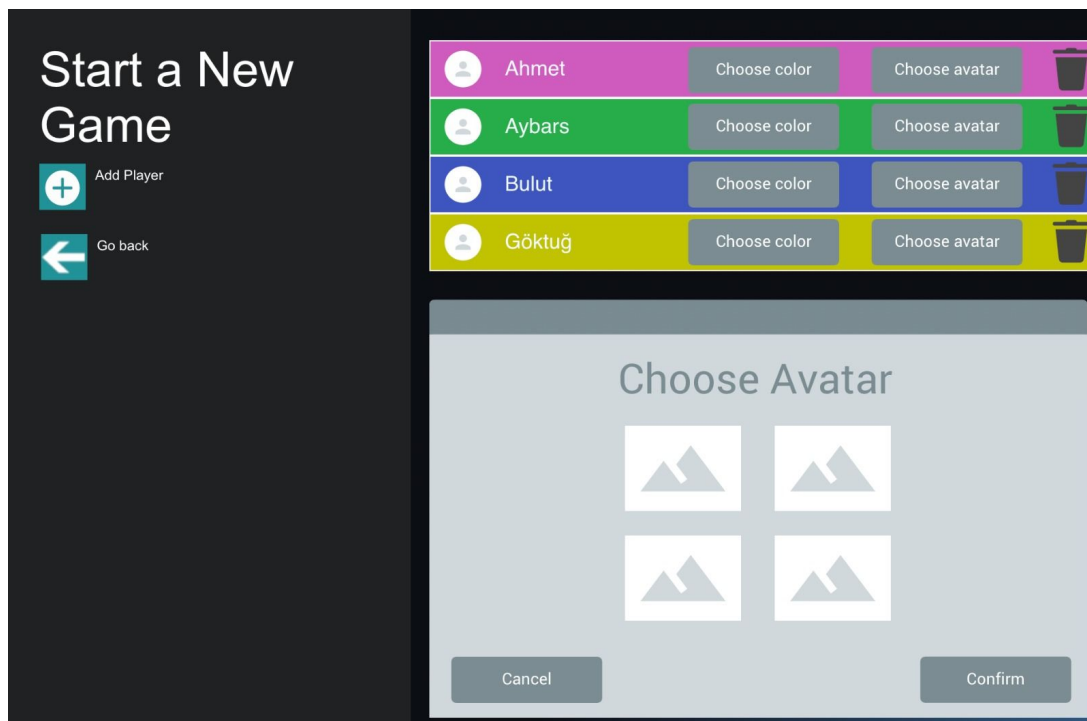 Start a New
Game
Add Player
Go back
Ahmet Choose color Choose avatar
Aybars Choose color Choose avatar
Bulut Choose color Choose avatar
Göktuğ Choose color Choose avatar
Choose Avatar
Cancel Confirm